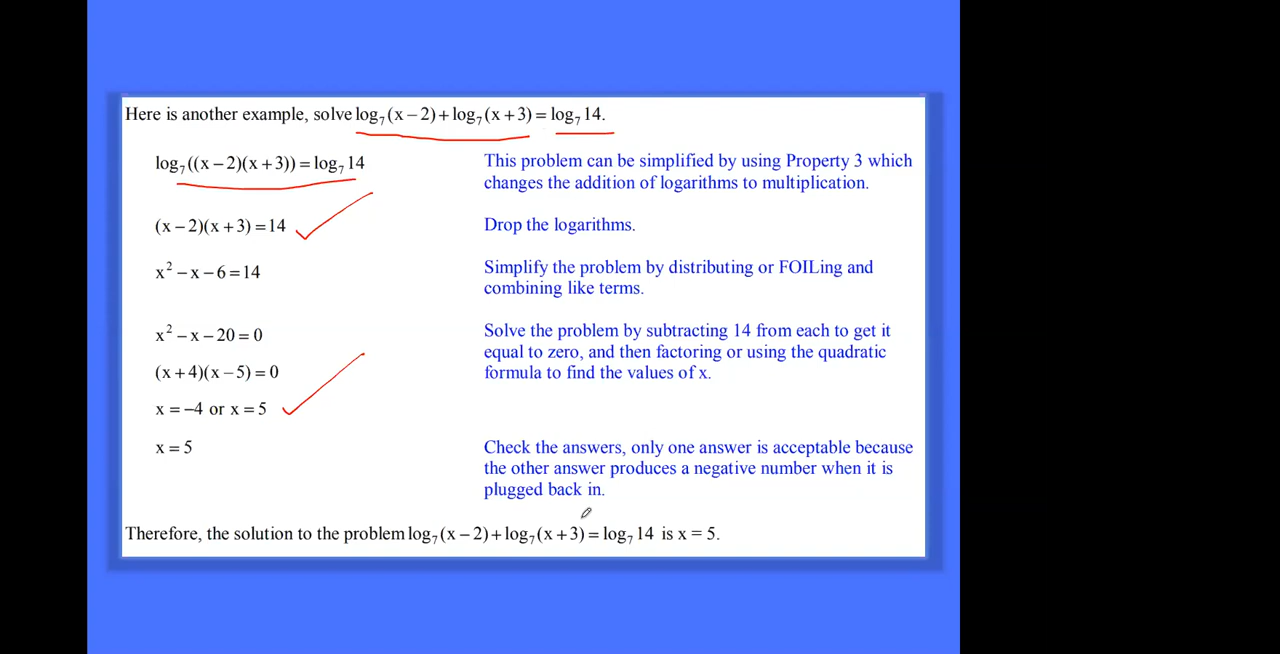 Here is another example, solve log₇(x − 2) + log₇(x + 3) = log₇14.
log₇((x − 2)(x + 3)) = log₇14
This problem can be simplified by using Property 3 which
changes the addition of logarithms to multiplication.
(x − 2)(x + 3) = 14
Drop the logarithms.
x² − x − 6 = 14
Simplify the problem by distributing or FOILing and
combining like terms.
x² − x − 20 = 0
(x + 4)(x − 5) = 0
x = −4 or x = 5
Solve the problem by subtracting 14 from each to get it
equal to zero, and then factoring or using the quadratic
formula to find the values of x.
x = 5
Check the answers, only one answer is acceptable because
the other answer produces a negative number when it is
plugged back in.
Therefore, the solution to the problem log₇(x − 2) + log₇(x + 3) = log₇14 is x = 5.